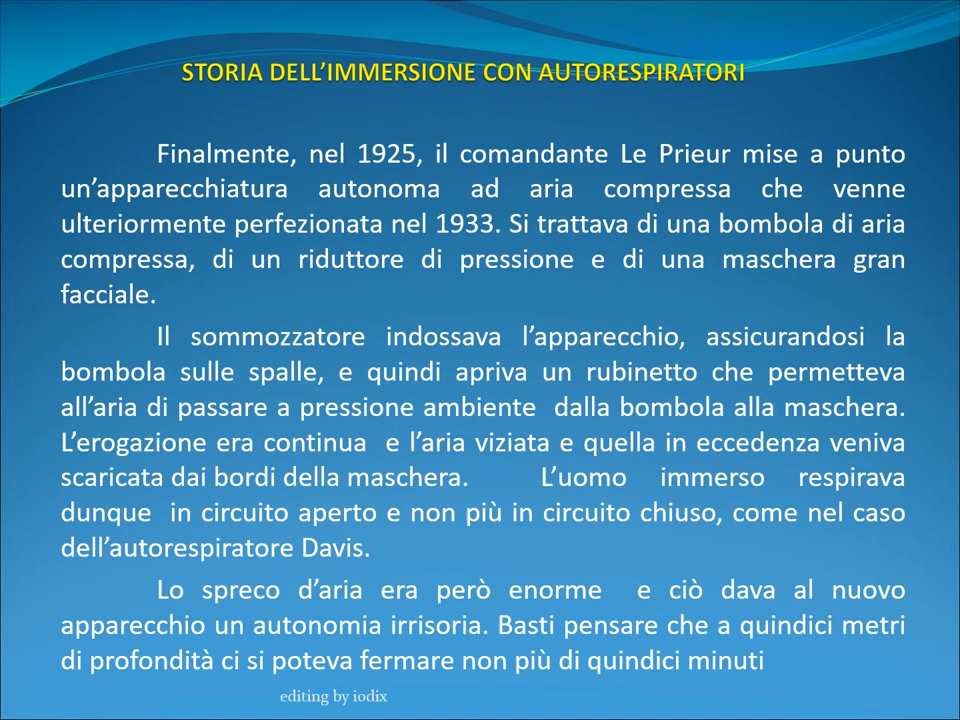 STORIA DELL’IMMERSIONE CON AUTORESPIRATORI
Finalmente, nel 1925, il comandante Le Prieur mise a punto
un’apparecchiatura autonoma ad aria compressa che venne
ulteriormente perfezionata nel 1933. Si trattava di una bombola di aria
compressa, di un riduttore di pressione e di una maschera gran
facciale.
Il sommozzatore indossava l’apparecchio, assicurandosi la
bombola sulle spalle, e quindi apriva un rubinetto che permetteva
all’aria di passare a pressione ambiente dalla bombola alla maschera.
L’erogazione era continua e l’aria viziata e quella in eccedenza veniva
scaricata dai bordi della maschera. L’uomo immerso respirava
dunque in circuito aperto e non più in circuito chiuso, come nel caso
dell’autorespiratore Davis.
Lo spreco d’aria era però enorme e ciò dava al nuovo
apparecchio un autonomia irrisoria. Basti pensare che a quindici metri
di profondità ci si poteva fermare non più di quindici minuti
editing by iodix